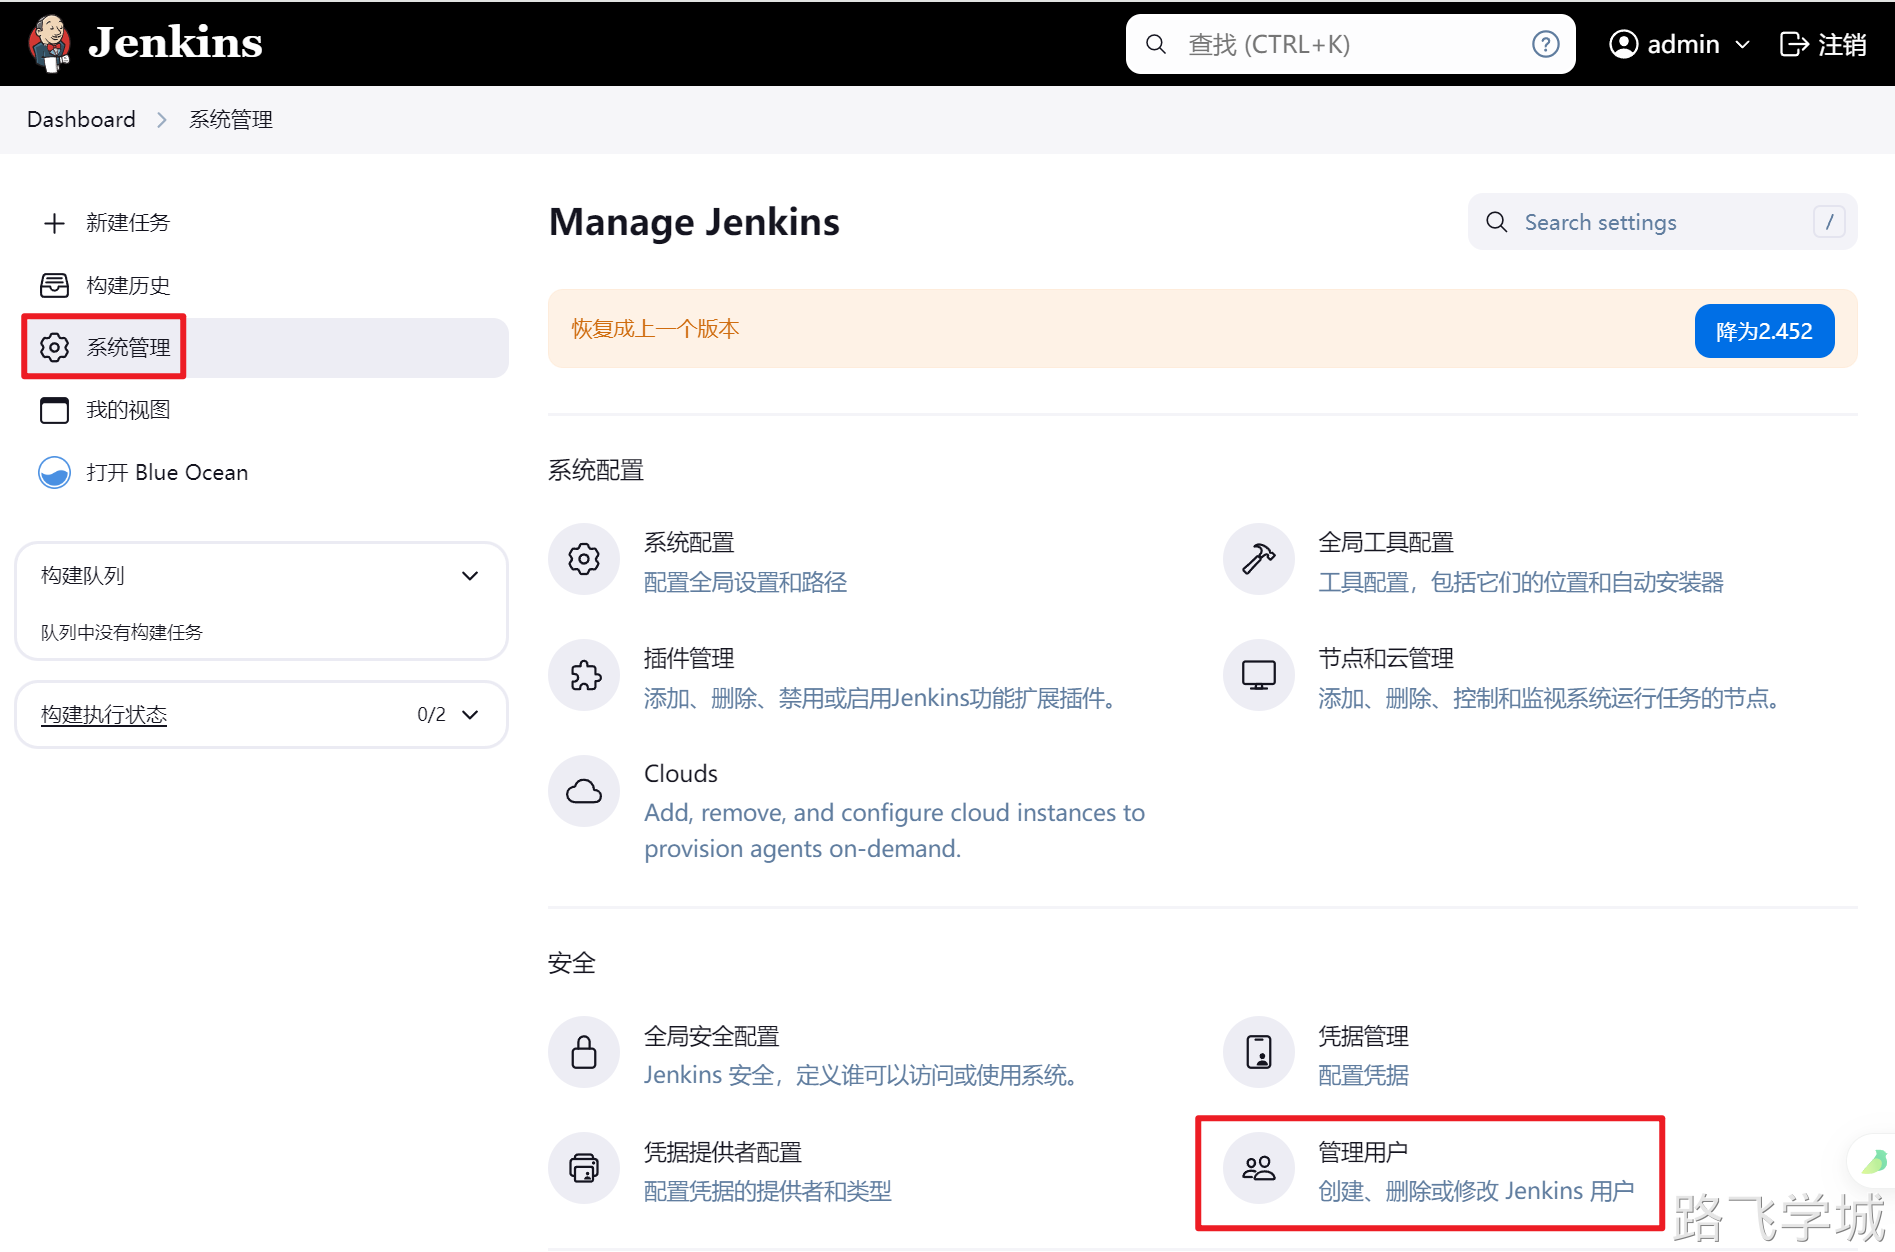 Jenkins
查找 (CTRL+K)
admin
注销
Dashboard
系统管理
新建任务
构建历史
系统管理
我的视图
打开 Blue Ocean
构建队列
队列中没有构建任务
构建执行状态
0/2
Manage Jenkins
Search settings
/
恢复成上一个版本
降为2.452
系统配置
系统配置
配置全局设置和路径
全局工具配置
工具配置，包括它们的位置和自动安装器
插件管理
添加、删除、禁用或启用Jenkins功能扩展插件。
节点和云管理
添加、删除、控制和监视系统运行任务的节点。
Clouds
Add, remove, and configure cloud instances to
provision agents on-demand.
安全
全局安全配置
Jenkins 安全，定义谁可以访问或使用系统。
凭据管理
配置凭据
凭据提供者配置
配置凭据的提供者和类型
管理用户
创建、删除或修改 Jenkins 用户
路飞学城